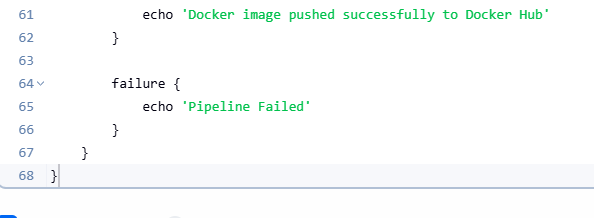 61 echo 'Docker image pushed successfully to Docker Hub'
62 }
63
64 failure {
65 echo 'Pipeline Failed'
66 }
67 }
68 }